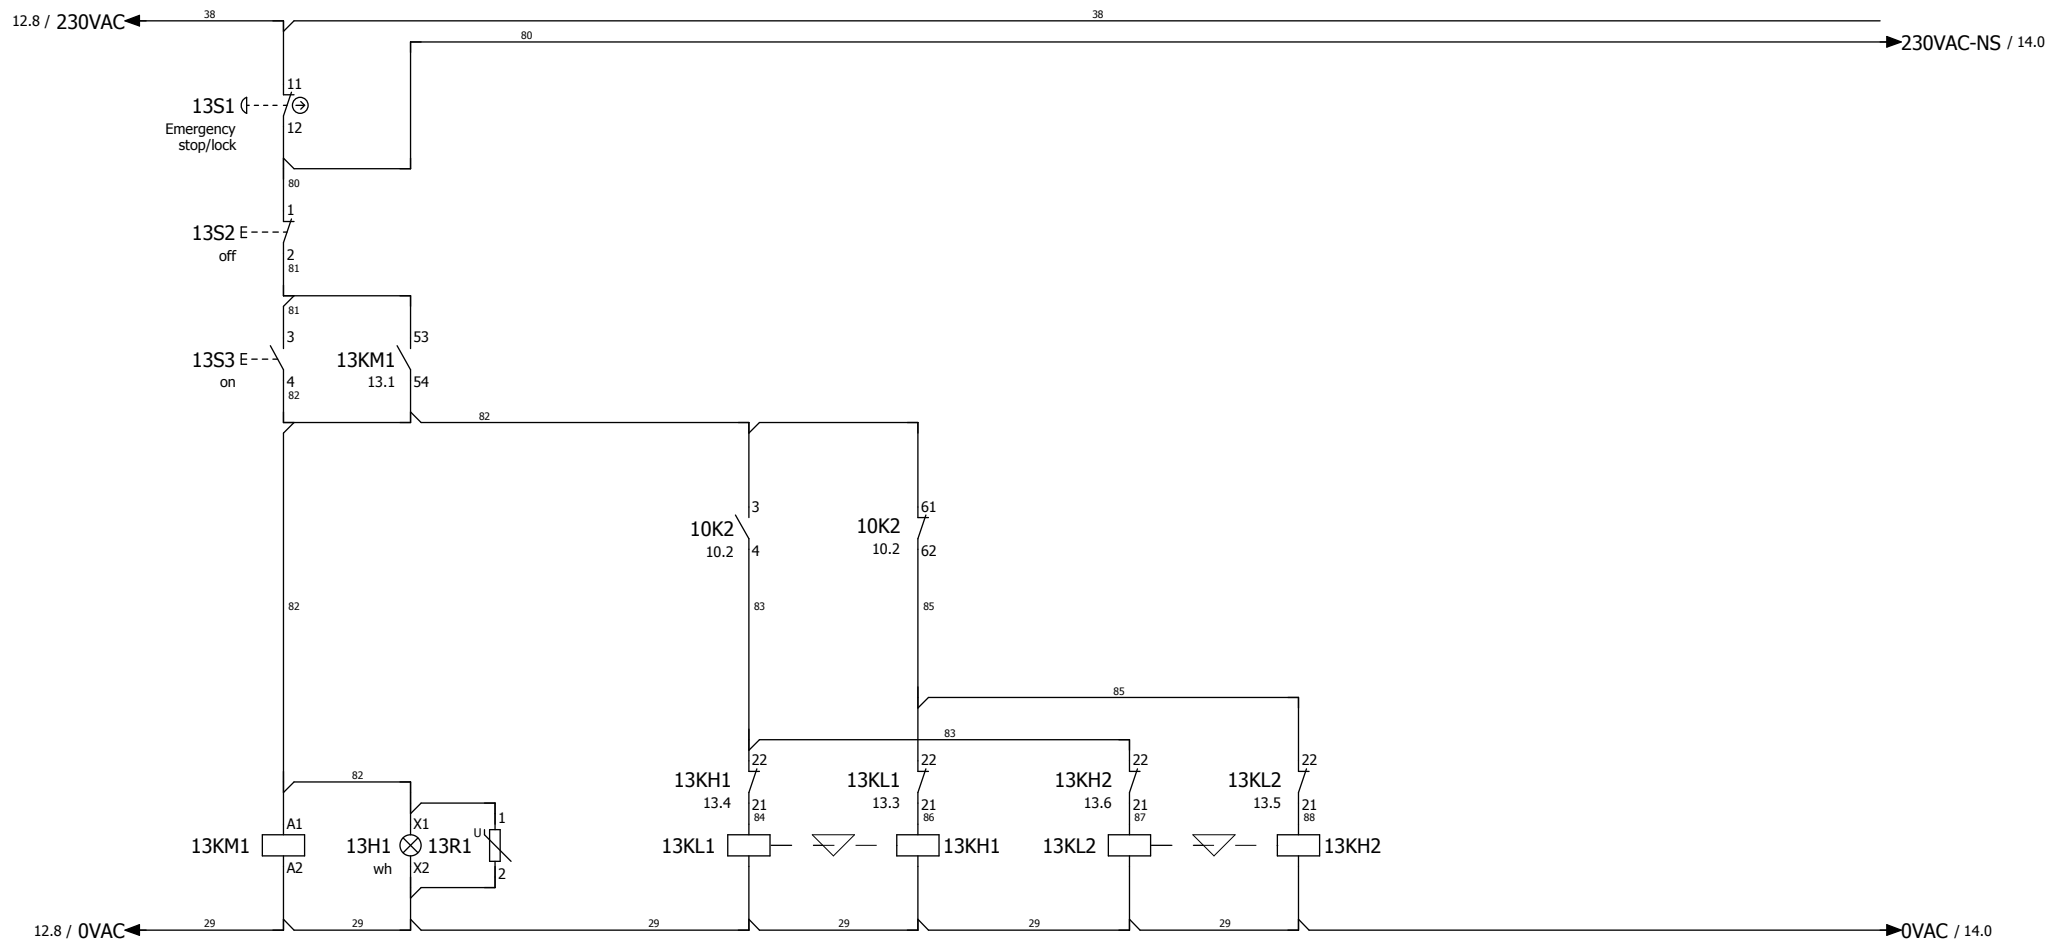 38
38
12.8 / 230VAC
80
230VAC-NS / 14.0
11
13S1
Emergency
stop/lock
12
80
1
13S2
off
2
81
81
3
53
13S3
13KM1
on
4
13.1
54
82
82
3
61
10K2
10K2
10.2
4
10.2
62
82
83
85
85
83
22
22
22
22
82
13KH1
13KL1
13KH2
13KL2
13.4
21
13.3
21
13.6
21
13.5
21
84
86
87
88
A1
X1
1
U
13KM1
13H1
13R1
13KL1
13KH1
13KL2
13KH2
A2
wh
X2
2
29
29
29
29
29
29
12.8 / 0VAC
0VAC / 14.0